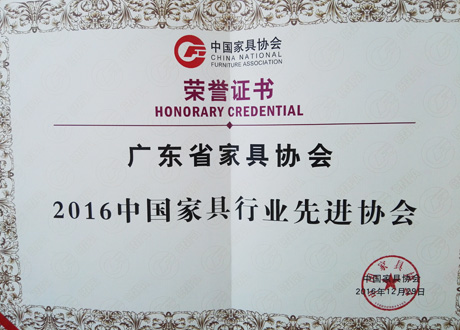 中国家具协会
CHINA NATIONAL
FURNITURE ASSOCIATION
荣誉证书
HONORARY CREDENTIAL
广东省家具协会
2016中国家具行业先进协会
中国家具协会
2016年12月29日